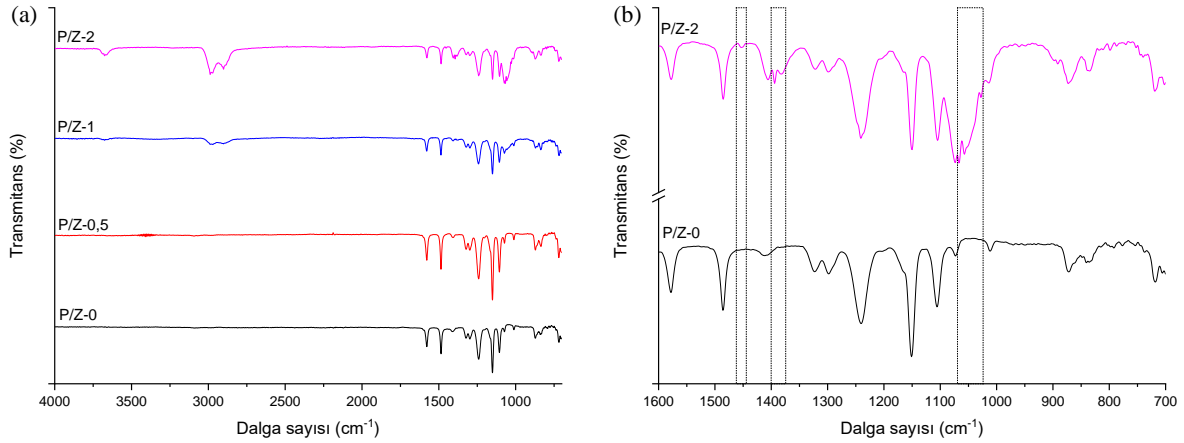 (a)
P/Z-2
P/Z-1
P/Z-0,5
P/Z-0
Transmitans (%)
4000 3500 3000 2500 2000 1500 1000
Dalga sayısı (cm⁻¹)
(b)
P/Z-2
P/Z-0
Transmitans (%)
1600 1500 1400 1300 1200 1100 1000 900 800 700
Dalga sayısı (cm⁻¹)